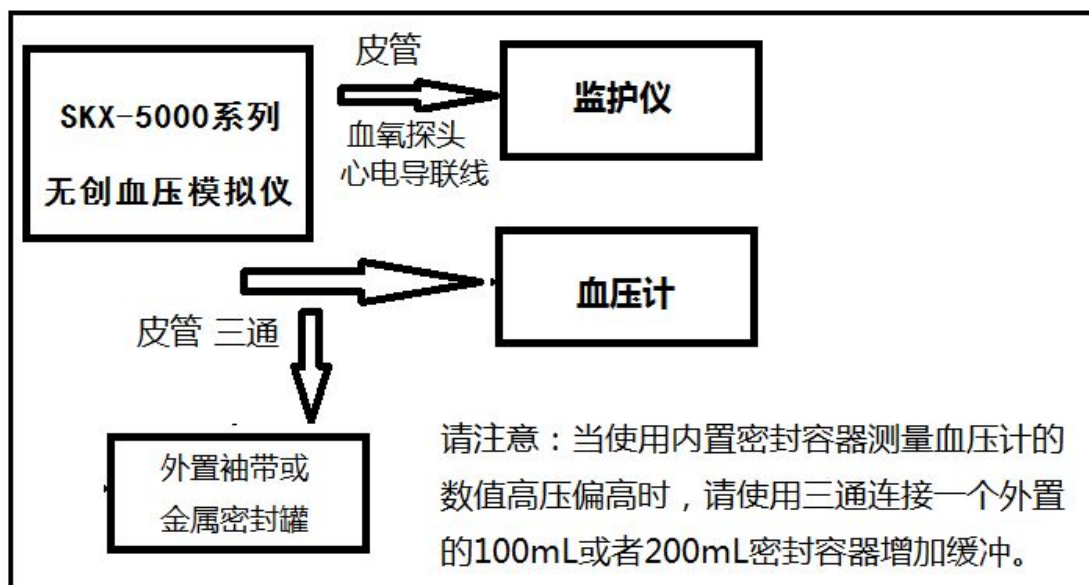 SKX-5000系列
无创血压模拟仪
皮管
血氧探头
心电导联线
监护仪
血压计
皮管 三通
外置袖带或
金属密封罐
请注意：当使用内置密封容器测量血压计的
数值高压偏高时，请使用三通连接一个外置
的100mL或者200mL密封容器增加缓冲。